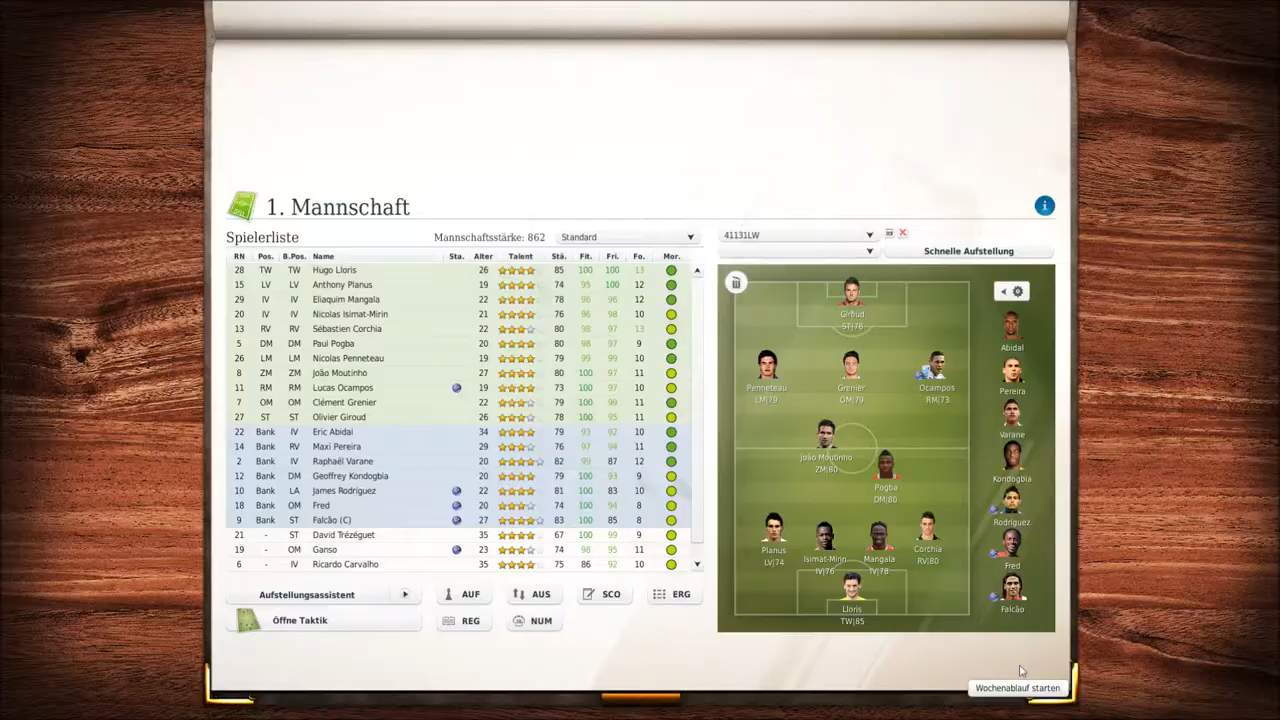 1. Mannschaft
Spielerliste
Mannschaftsstärke: 862
Standard
RN Pos. B.Pos. Name Sta. Alter Talent Stä. Fit. Fri. Fo. Mor.
28 TW TW Hugo Lloris 26 85 100 100 13
15 LV LV Anthony Planus 19 74 95 100 12
29 IV IV Eliaquim Mangala 22 78 96 96 12
20 IV IV Nicolas Isimat-Mirin 21 76 96 98 10
13 RV RV Sébastien Corchia 22 80 98 97 13
5 DM DM Paul Pogba 20 80 98 97 9
26 LM LM Nicolas Penneteau 19 79 99 99 10
ZM ZM João Moutinho 27 80 100 97 11
11 RM RM Lucas Ocampos 19 73 100 97 10
OM OM Clément Grenier 22 79 100 99 11
27 ST ST Olivier Giroud 26 78 100 95 11
22 Bank IV Eric Abidal 34 79 93 92 10
14 Bank RV Maxi Pereira 29 76 97 94 11
2 Bank IV Raphaël Varane 20 82 99 87 12
12 Bank DM Geoffrey Kondogbia 20 79 100 93 9
10 Bank LA James Rodriguez 22 81 100 83 10
18 Bank OM Fred 20 74 100 94 8
9 Bank ST Falcão (C) 27 83 100 85 8
21 - ST David Trézéguet 35 67 100 99 9
19 - OM Ganso 23 74 98 95 11
6 - IV Ricardo Carvalho 35 75 86 92 10
Aufstellungsassistent
AUF
AUS
SCO
ERG
Öffne Taktik
REG
NUM
41131LW
Schnelle Aufstellung
Giroud
ST|78
Penneteau
LM|79
Grenier
OM|79
Ocampos
RM|73
João Moutinho
ZM|80
Pogba
DM|80
Planus
LV|74
Isimat-Mirin
IV|76
Mangala
IV|78
Corchia
RV|80
Lloris
TW|85
Abidal
Pereira
Varane
Kondogbia
Rodriguez
Fred
Falcão
Wochenablauf starten